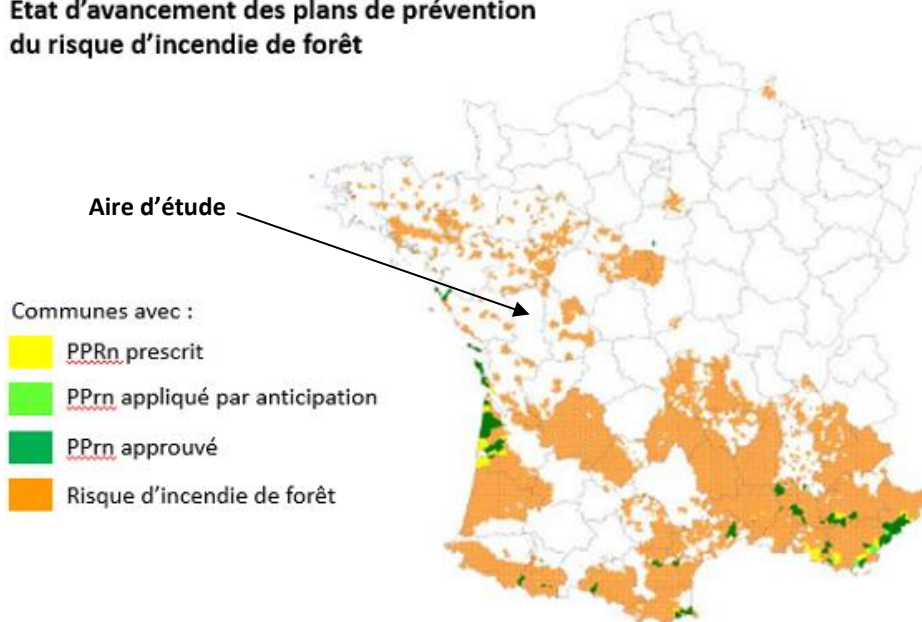 Etat d’avancement des plans de prévention
du risque d’incendie de forêt
Aire d’étude
Communes avec :
PPRn prescrit
PPrn appliqué par anticipation
PPrn approuvé
Risque d’incendie de forêt